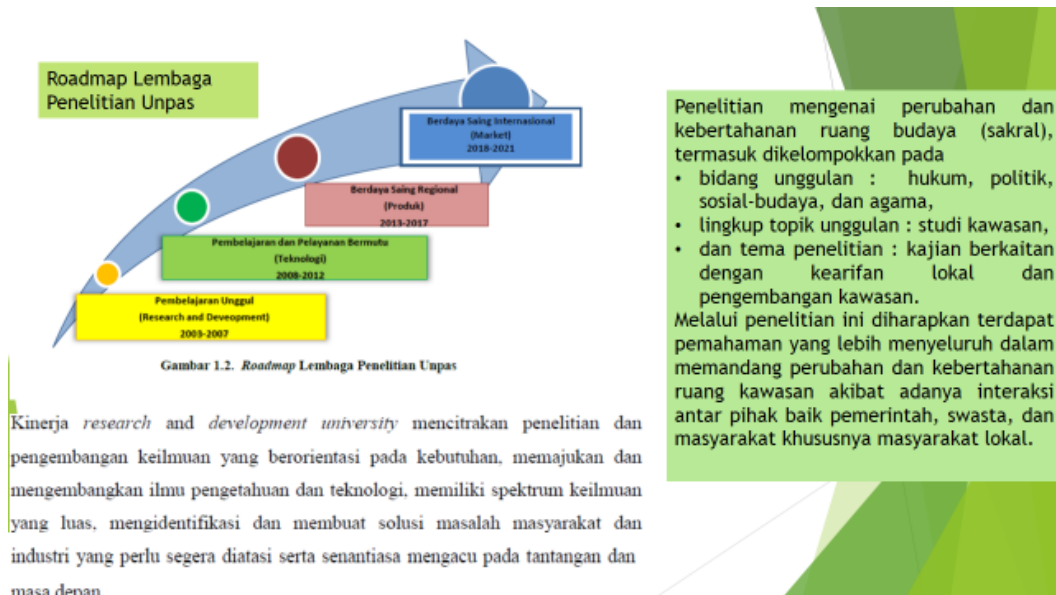 Roadmap Lembaga
Penelitian Unpas
Berdaya Saing Internasional
(Market)
2018-2021
Berdaya Saing Regional
(Produk)
2013-2017
Pembelajaran dan Pelayanan Bermutu
(Teknologi)
2008-2012
Pembelajaran Unggul
(Research and Deveopment)
2003-2007
Gambar 1.2. Roadmap Lembaga Penelitian Unpas
Kinerja research and development university mencitrakan penelitian dan
pengembangan keilmuan yang berorientasi pada kebutuhan, memajukan dan
mengembangkan ilmu pengetahuan dan teknologi, memiliki spektrum keilmuan
yang luas, mengidentifikasi dan membuat solusi masalah masyarakat dan
industri yang perlu segera diatasi serta senantiasa mengacu pada tantangan dan
masa depan
Penelitian mengenai perubahan dan
kebertahanan ruang budaya (sakral),
termasuk dikelompokkan pada
• bidang unggulan : hukum, politik,
sosial-budaya, dan agama,
• lingkup topik unggulan : studi kawasan,
• dan tema penelitian : kajian berkaitan
dengan kearifan lokal dan
pengembangan kawasan.
Melalui penelitian ini diharapkan terdapat
pemahaman yang lebih menyeluruh dalam
memandang perubahan dan kebertahanan
ruang kawasan akibat adanya interaksi
antar pihak baik pemerintah, swasta, dan
masyarakat khususnya masyarakat lokal.